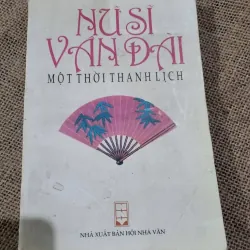 NỮ SĨ
VÂN ĐÀI
MỘT THỜI THANH LỊCH
NHÀ XUẤT BẢN HỘI NHÀ VĂN